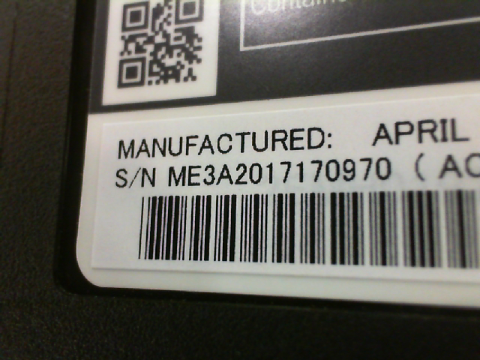 MANUFACTURED: APRIL
S/N ME3A2017170970 ( AC